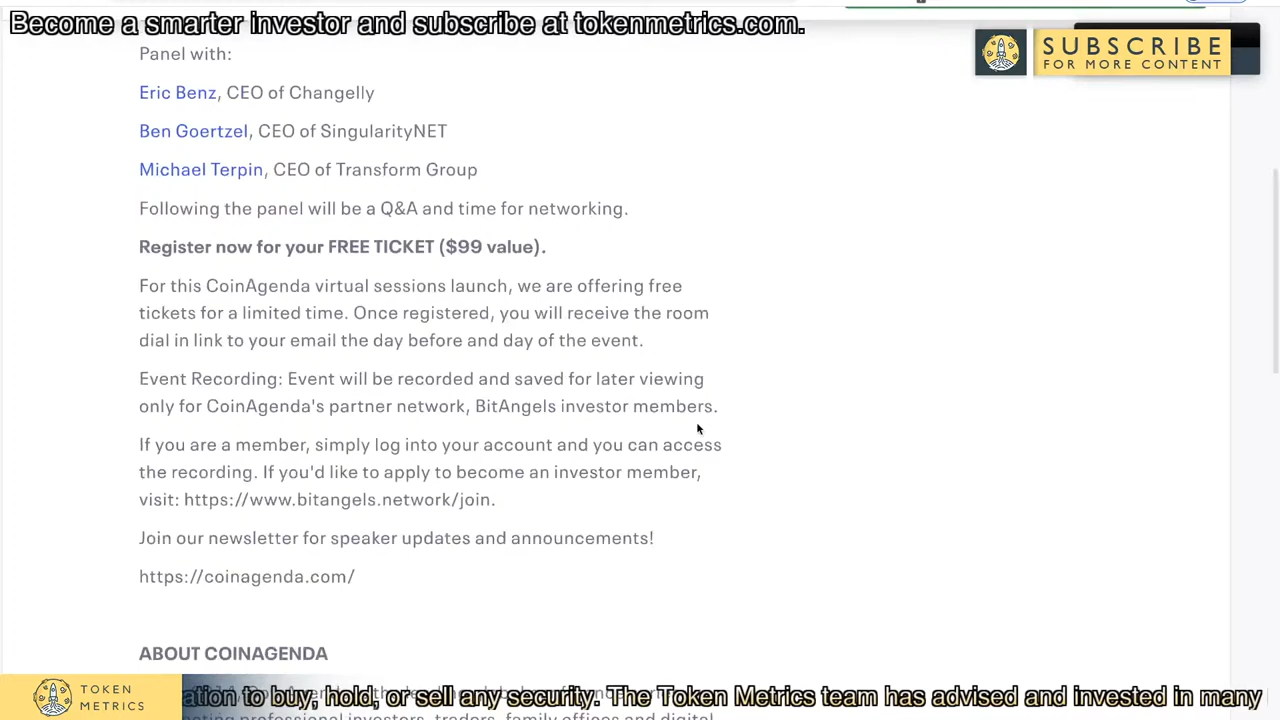 Become a smarter investor and subscribe at tokenmetrics.com.
SUBSCRIBE
FOR MORE CONTENT
Panel with:
Eric Benz, CEO of Changelly
Ben Goertzel, CEO of SingularityNET
Michael Terpin, CEO of Transform Group
Following the panel will be a Q&A and time for networking.
Register now for your FREE TICKET ($99 value).
For this CoinAgenda virtual sessions launch, we are offering free
tickets for a limited time. Once registered, you will receive the room
dial in link to your email the day before and day of the event.
Event Recording: Event will be recorded and saved for later viewing
only for CoinAgenda's partner network, BitAngels investor members.
If you are a member, simply log into your account and you can access
the recording. If you'd like to apply to become an investor member,
visit: https://www.bitangels.network/join.
Join our newsletter for speaker updates and announcements!
https://coinagenda.com/
ABOUT COINAGENDA
TOKEN
METRICS
ation to buy, hold, or sell any security. The Token Metrics team has advised and invested in many
professional investors, traders, family offices and digital